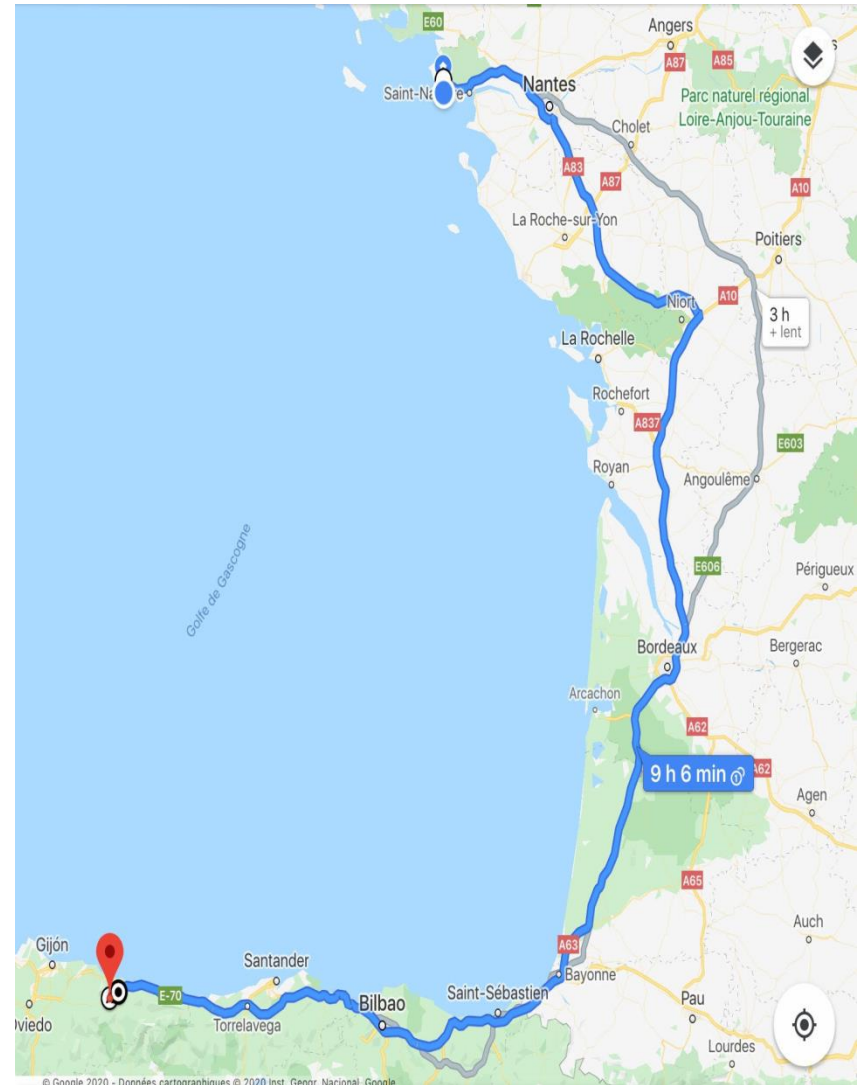 E60
Angers
A87
A85
Saint-Na
Nantes
Parc naturel régional
Loire-Anjou-Touraine
Cholet
A83
A87
A10
La Roche-sur-Yon
Poitiers
Niort
A10
3 h
+ lent
La Rochelle
Rochefort
A837
E603
Royan
Angoulême
E606
Périgueux
Golfe de Gascogne
Bordeaux
Bergerac
Arcachon
A62
9 h 6 min
A62
Agen
A65
Auch
Gijón
A63
Santander
Bayonne
E-70
Bilbao
Saint-Sébastien
Oviedo
Torrelavega
Pau
Lourdes
© Google 2020 - Données cartographiques © 2020 Inst. Geogr. Nacional, Google